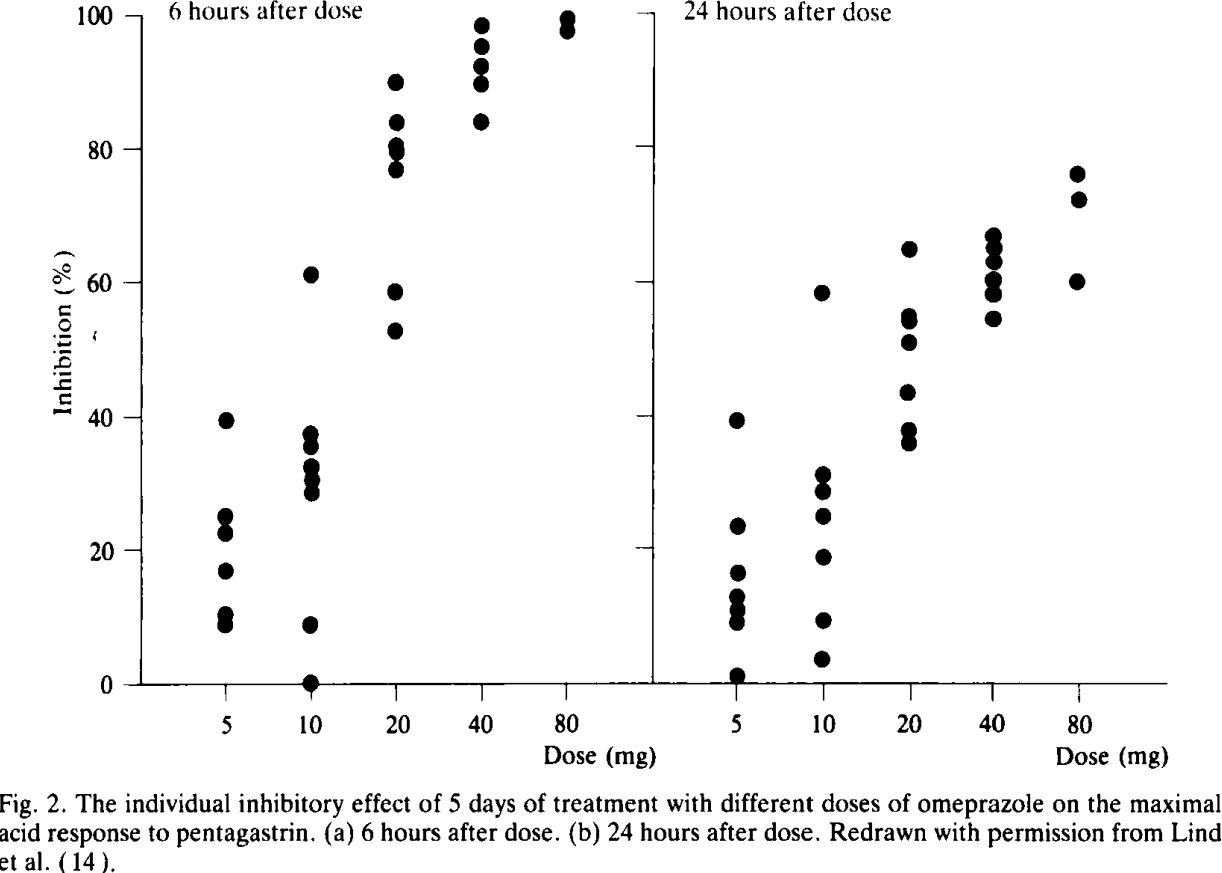 100
6 hours after dose
24 hours after dose
80
60
Inhibition (%)
40
20
0
5 10 20 40 80
Dose (mg)
5 10 20 40 80
Dose (mg)
Fig. 2. The individual inhibitory effect of 5 days of treatment with different doses of omeprazole on the maximal
acid response to pentagastrin. (a) 6 hours after dose. (b) 24 hours after dose. Redrawn with permission from Lind
et al. (14).